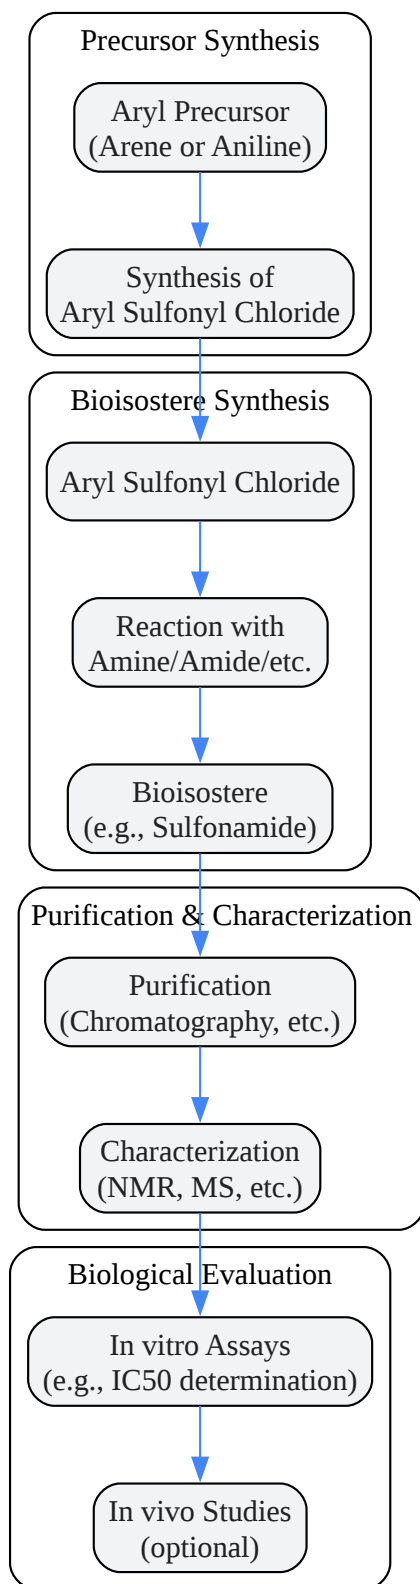 Precursor Synthesis
Aryl Precursor
(Arene or Aniline)
Synthesis of
Aryl Sulfonyl Chloride
Bioisostere Synthesis
Aryl Sulfonyl Chloride
Reaction with
Amine/Amide/etc.
Bioisostere
(e.g., Sulfonamide)
Purification & Characterization
Purification
(Chromatography, etc.)
Characterization
(NMR, MS, etc.)
Biological Evaluation
In vitro Assays
(e.g., IC50 determination)
In vivo Studies
(optional)